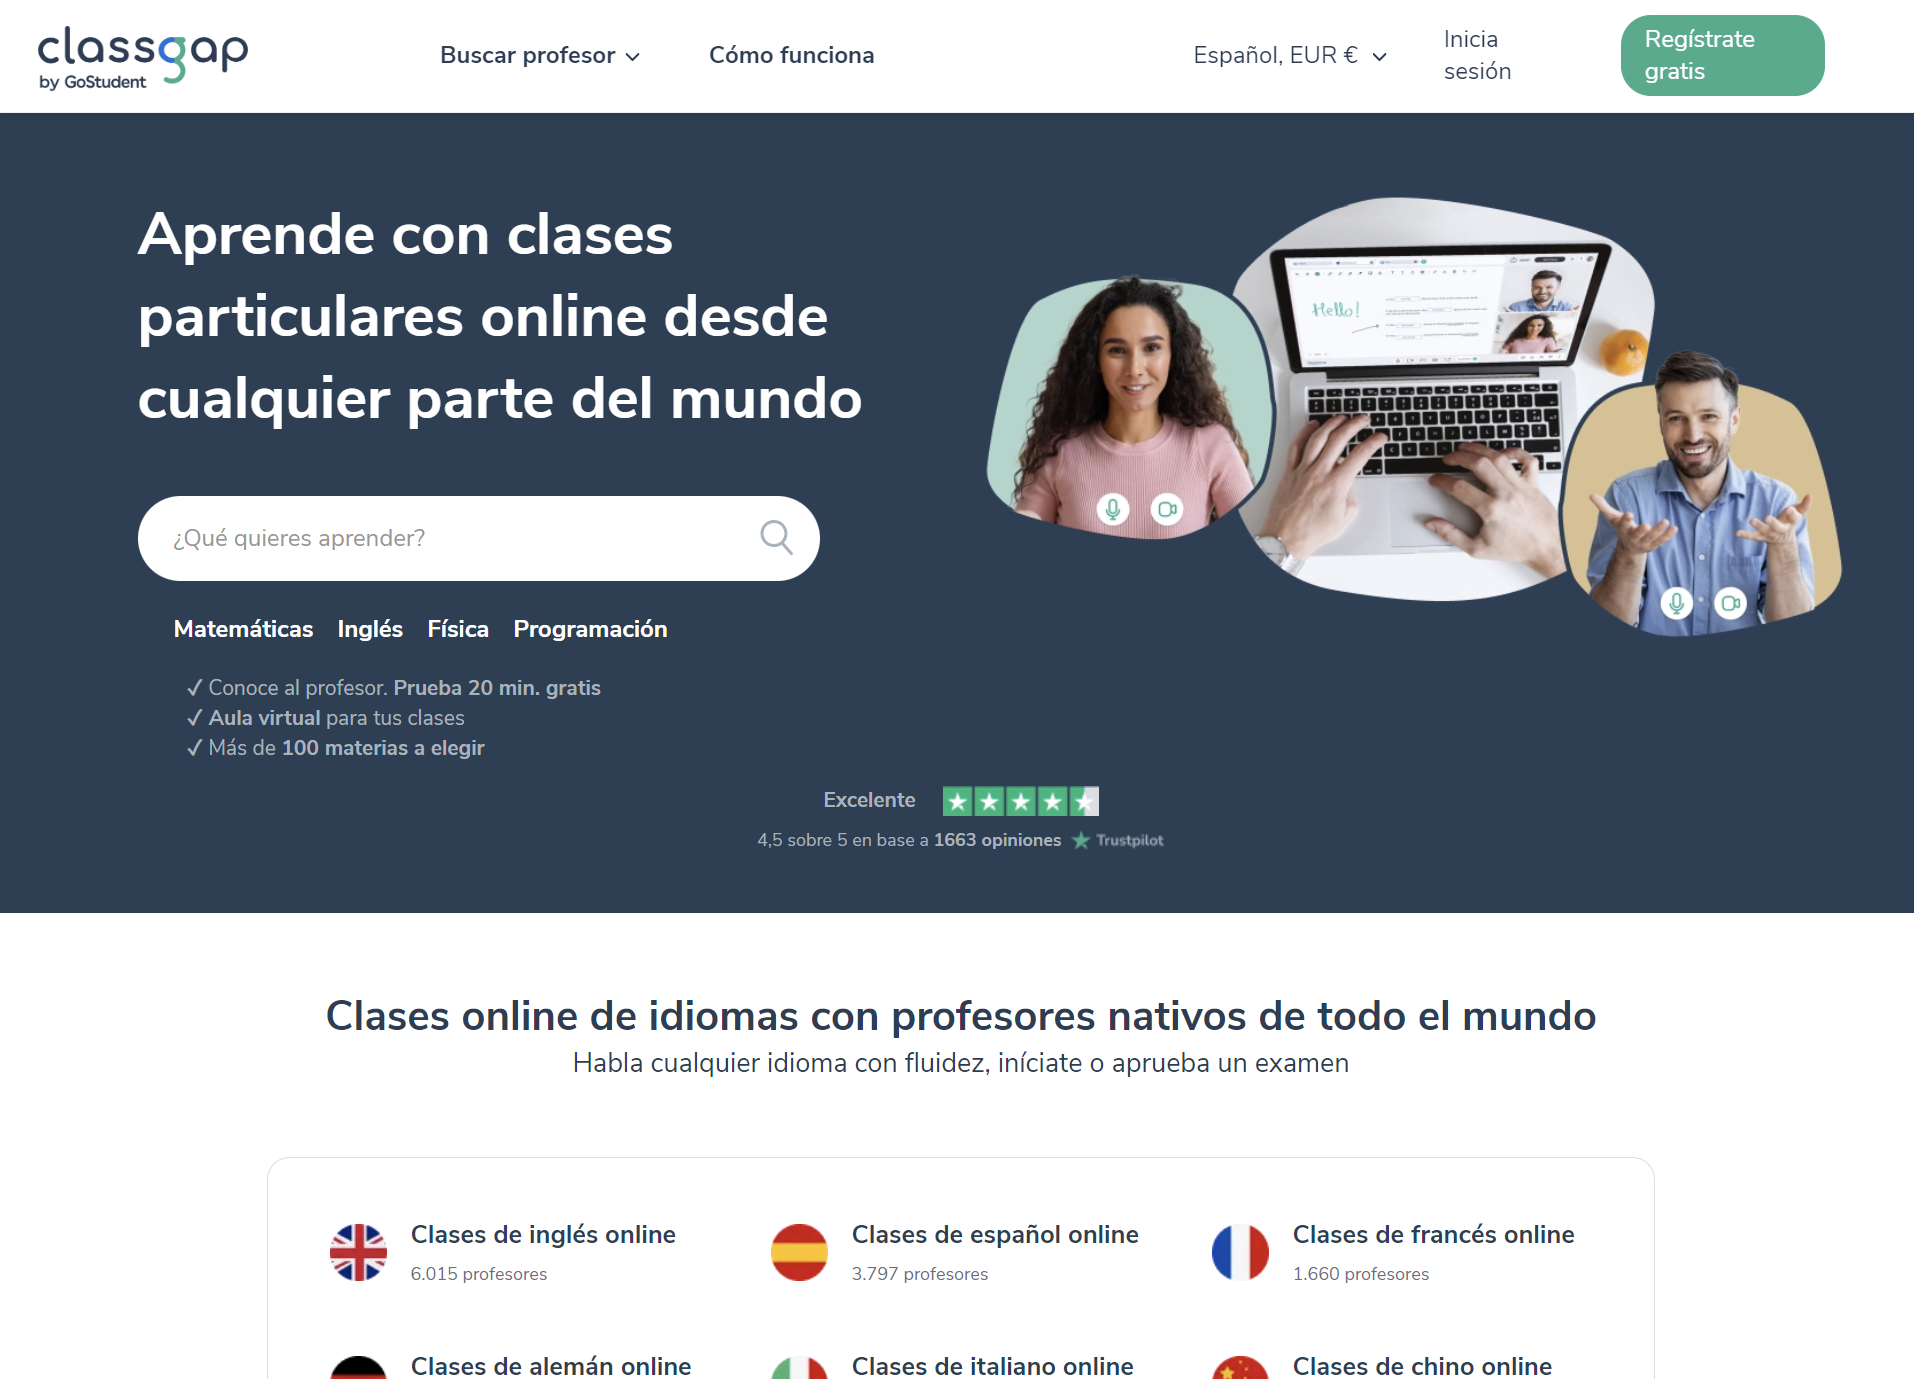 classgap
by GoStudent
Buscar profesor
Cómo funciona
Español, EUR €
Inicia
sesión
Regístrate
gratis
Aprende con clases
particulares online desde
cualquier parte del mundo
Hello!
¿Qué quieres aprender?
Matemáticas Inglés Física Programación
✓ Conoce al profesor. Prueba 20 min. gratis
✓ Aula virtual para tus clases
✓ Más de 100 materias a elegir
Excelente
4,5 sobre 5 en base a 1663 opiniones ★ Trustpilot
Clases online de idiomas con profesores nativos de todo el mundo
Habla cualquier idioma con fluidez, iníciate o aprueba un examen
Clases de inglés online
6.015 profesores
Clases de español online
3.797 profesores
Clases de francés online
1.660 profesores
Clases de alemán online
Clases de italiano online
Clases de chino online